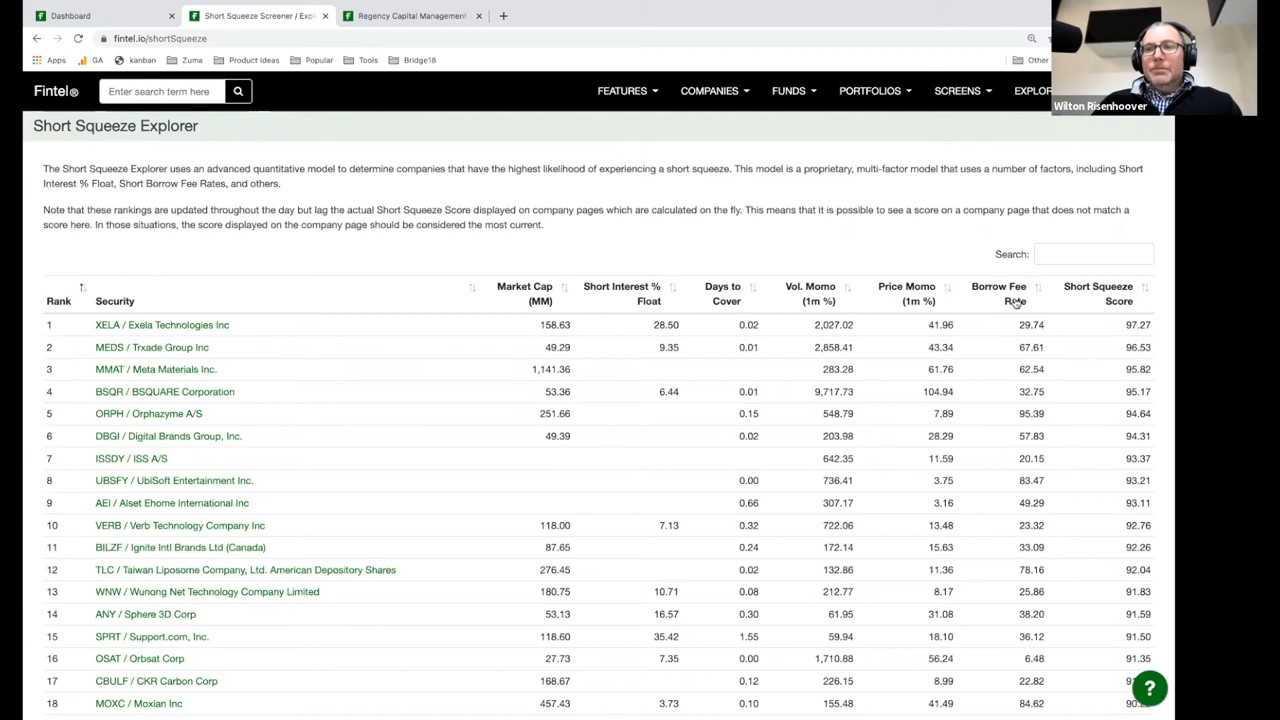 Dashboard
Short Squeeze Screener / Expl
Regency Capital Management
fintel.io/shortSqueeze
Apps GA kanban Zuma Product Ideas Popular Tools Bridge18 Other
Fintel Enter search term here FEATURES COMPANIES FUNDS PORTFOLIOS SCREENS EXPLOR
Wilton Risenhoover
Short Squeeze Explorer
The Short Squeeze Explorer uses an advanced quantitative model to determine companies that have the highest likelihood of experiencing a short squeeze. This model is a proprietary, multi-factor model that uses a number of factors, including Short
Interest % Float, Short Borrow Fee Rates, and others.
Note that these rankings are updated throughout the day but lag the actual Short Squeeze Score displayed on company pages which are calculated on the fly. This means that it is possible to see a score on a company page that does not match a
score here. In those situations, the score displayed on the company page should be considered the most current.
Search:
Rank Security Market Cap (MM) Short Interest % Float Days to Cover Vol. Momo (1m %) Price Momo (1m %) Borrow Fee Rate Short Squeeze Score
1 XELA / Exela Technologies Inc 158.63 28.50 0.02 2,027.02 41.96 29.74 97.27
2 MEDS / Trxade Group Inc 49.29 9.35 0.01 2,858.41 43.34 67.61 96.53
3 MMAT / Meta Materials Inc. 1,141.36 283.28 61.76 62.54 95.82
4 BSQR / BSQUARE Corporation 53.36 6.44 0.01 9,717.73 104.94 32.75 95.17
5 ORPH / Orphazyme A/S 251.66 0.15 548.79 7.89 95.39 94.64
6 DBGI / Digital Brands Group, Inc. 49.39 0.02 203.98 28.29 57.83 94.31
7 ISSDY / ISS A/S 642.35 11.59 20.15 93.37
8 UBSFY / UbiSoft Entertainment Inc. 0.00 736.41 3.75 83.47 93.21
9 AEI / Alset Ehome International Inc 0.66 307.17 3.16 49.29 93.11
10 VERB / Verb Technology Company Inc 118.00 7.13 0.32 722.06 13.48 23.32 92.76
11 BILZF / Ignite Intl Brands Ltd (Canada) 87.65 0.24 172.14 15.63 33.09 92.26
12 TLC / Taiwan Liposome Company, Ltd. American Depository Shares 276.45 0.02 132.86 11.36 78.16 92.04
13 WNW / Wunong Net Technology Company Limited 180.75 10.71 0.08 212.77 8.17 25.86 91.83
14 ANY / Sphere 3D Corp 53.13 16.57 0.30 61.95 31.08 38.20 91.59
15 SPRT / Support.com, Inc. 118.60 35.42 1.55 59.94 18.10 36.12 91.50
16 OSAT / Orbsat Corp 27.73 7.35 0.00 1,710.88 56.24 6.48 91.35
17 CBULF / CKR Carbon Corp 168.67 0.12 226.15 8.99 22.82
18 MOXC / Moxian Inc 457.43 3.73 0.10 155.48 41.49 84.62
?